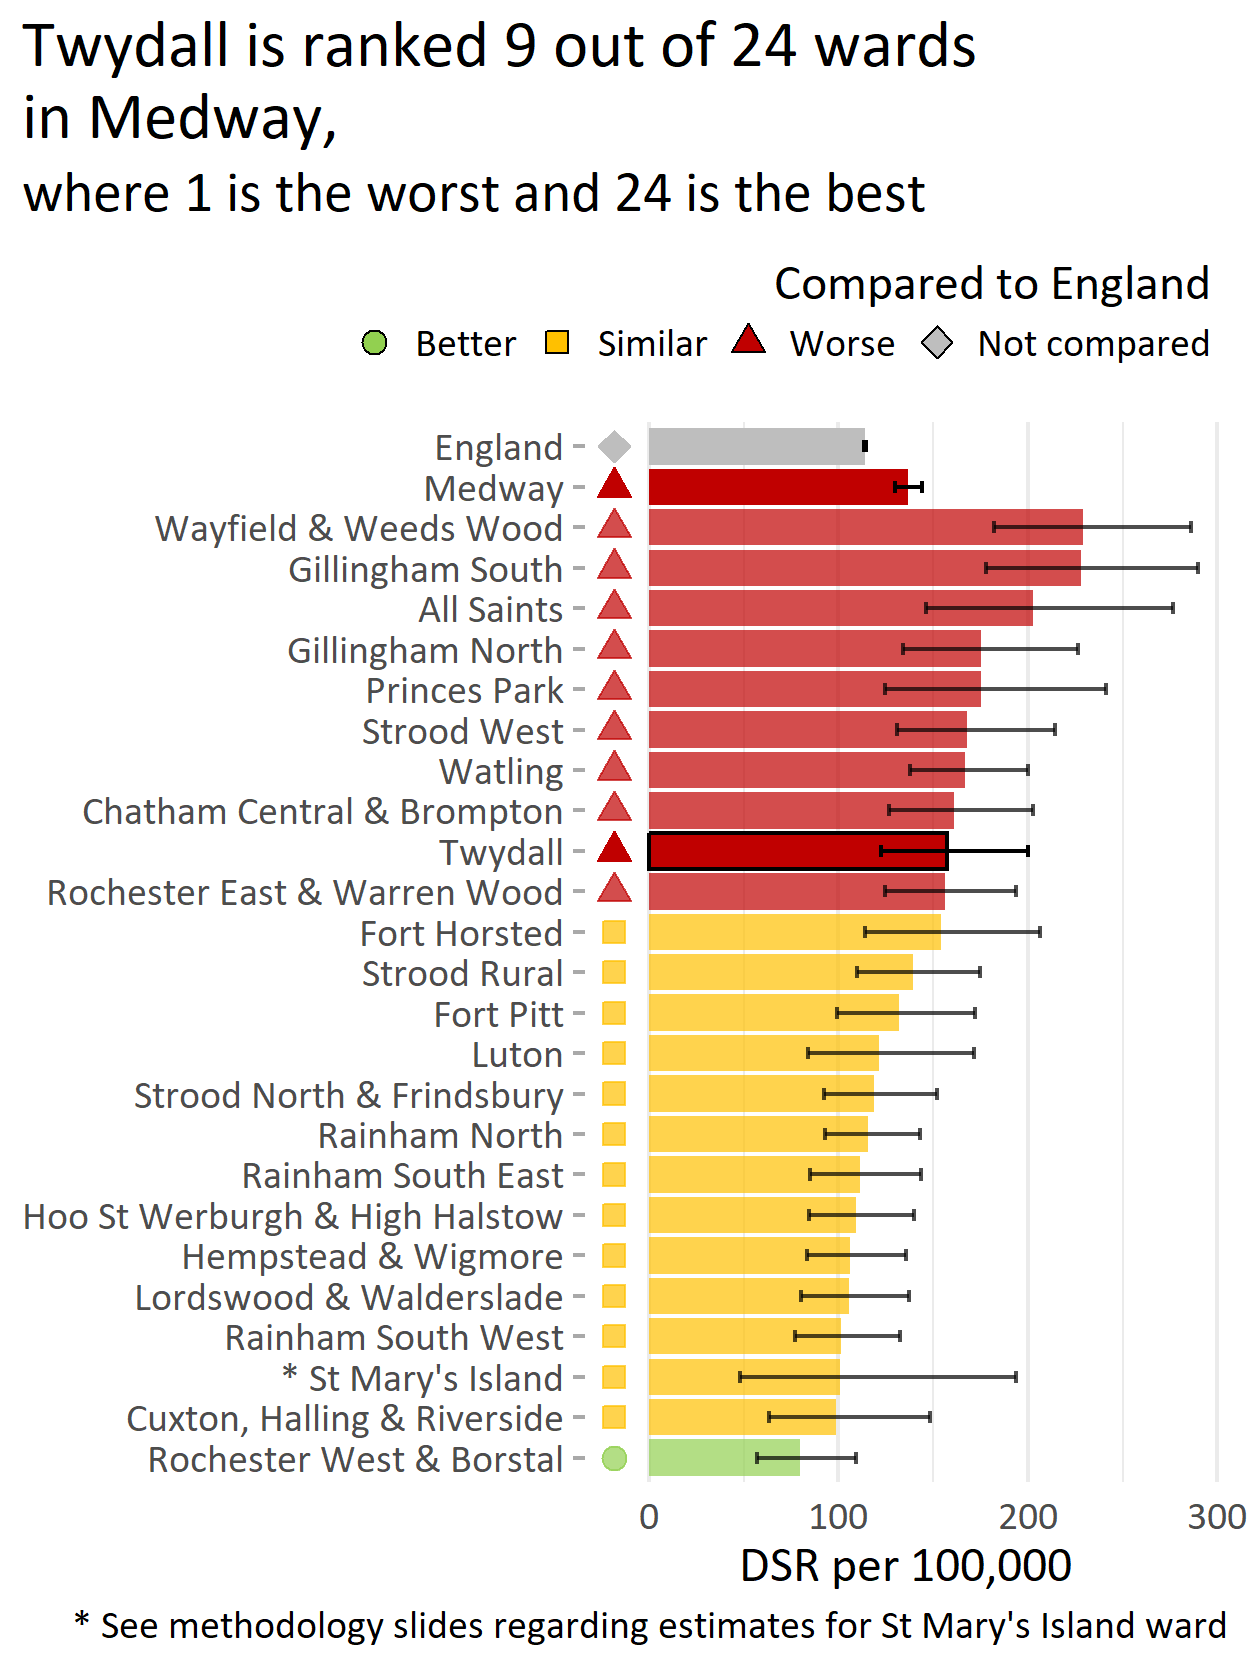 Twydall is ranked 9 out of 24 wards
in Medway,
where 1 is the worst and 24 is the best
Compared to England
Better Similar Worse Not compared
England
Medway
Wayfield & Weeds Wood
Gillingham South
All Saints
Gillingham North
Princes Park
Strood West
Watling
Chatham Central & Brompton
Twydall
Rochester East & Warren Wood
Fort Horsted
Strood Rural
Fort Pitt
Luton
Strood North & Frindsbury
Rainham North
Rainham South East
Hoo St Werburgh & High Halstow
Hempstead & Wigmore
Lordswood & Walderslade
Rainham South West
* St Mary's Island
Cuxton, Halling & Riverside
Rochester West & Borstal
0 100 200 300
DSR per 100,000
* See methodology slides regarding estimates for St Mary's Island ward